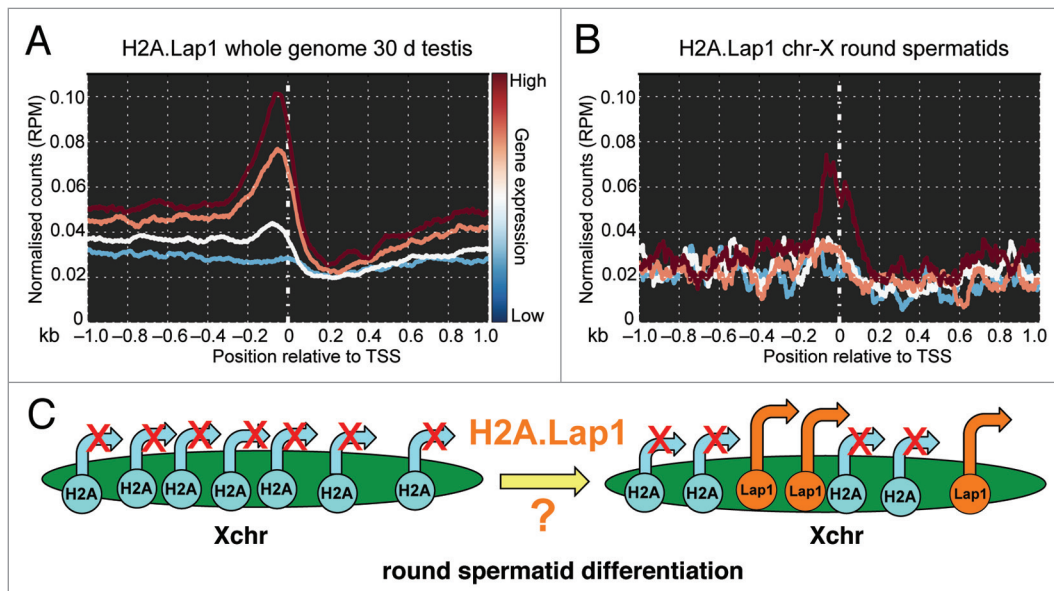 A
H2A.Lap1 whole genome 30 d testis
Normalised counts (RPM)
0.10
0.08
0.06
0.04
0.02
0
kb
–1.0 –0.8 –0.6 –0.4 –0.2 0 0.2 0.4 0.6 0.8 1.0
Position relative to TSS
High
Gene expression
Low
B
H2A.Lap1 chr-X round spermatids
Normalised counts (RPM)
0.10
0.08
0.06
0.04
0.02
0
kb
–1.0 –0.8 –0.6 –0.4 –0.2 0 0.2 0.4 0.6 0.8 1.0
Position relative to TSS
C
X X X X X X X
H2A H2A H2A H2A H2A H2A H2A
Xchr
H2A.Lap1
?
X X X X
H2A H2A Lap1 Lap1 H2A H2A Lap1
Xchr
round spermatid differentiation